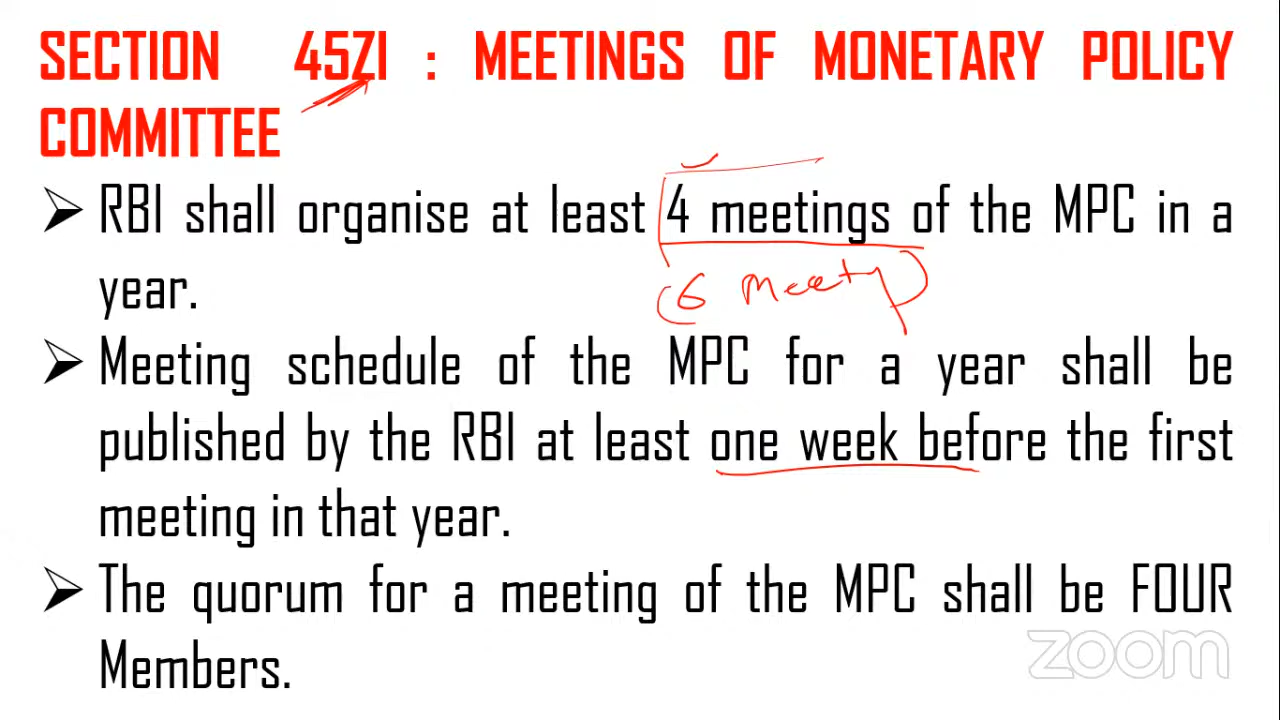 SECTION 45ZI : MEETINGS OF MONETARY POLICY
COMMITTEE
➢ RBI shall organise at least 4 meetings of the MPC in a
year.
(6 Meety)
➢ Meeting schedule of the MPC for a year shall be
published by the RBI at least one week before the first
meeting in that year.
➢ The quorum for a meeting of the MPC shall be FOUR
Members.
zoom